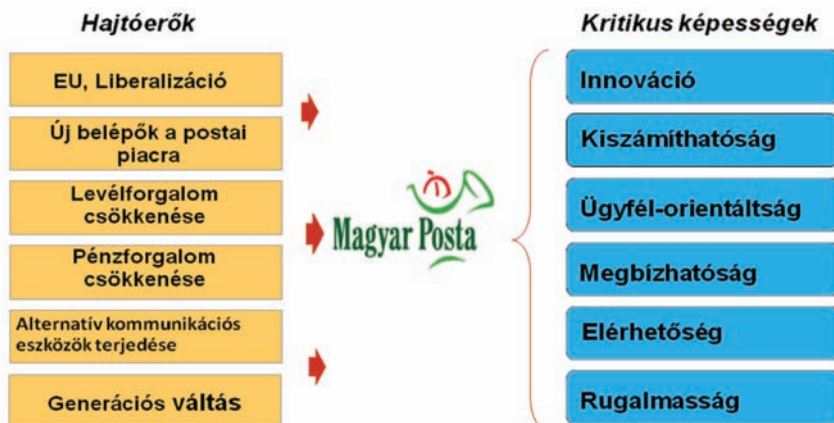 Hajtóerők
EU, Liberalizáció
Új belépők a postai
piacra
Levélforgalom
csökkenése
Pénzforgalom
csökkenése
Alternatív kommunikációs
eszközök terjedése
Generációs váltás
Magyar Posta
Kritikus képességek
Innováció
Kiszámíthatóság
Ügyfél-orientáltság
Megbízhatóság
Elérhetőség
Rugalmasság